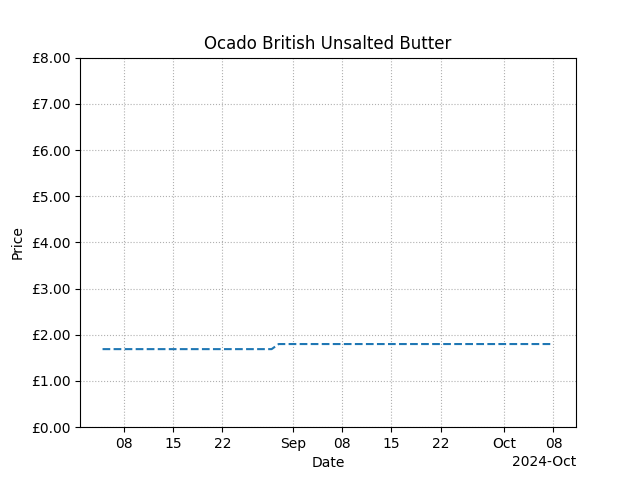 Ocado British Unsalted Butter
£8.00
£7.00
£6.00
£5.00
£4.00
£3.00
£2.00
£1.00
£0.00
Price
08 15 22 Sep 08 15 22 Oct 08
Date
2024-Oct